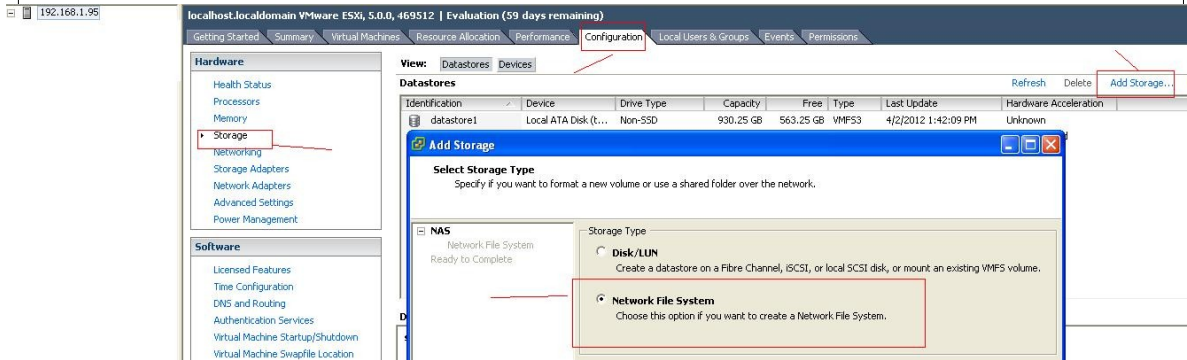 192.168.1.95
localhost.localdomain VMware ESXi, 5.0.0, 469512 | Evaluation (59 days remaining)
Getting Started Summary Virtual Machines Resource Allocation Performance Configuration Local Users & Groups Events Permissions
Hardware
Health Status
Processors
Memory
Storage
Networking
Storage Adapters
Network Adapters
Advanced Settings
Power Management
Software
Licensed Features
Time Configuration
DNS and Routing
Authentication Services
Virtual Machine Startup/Shutdown
Virtual Machine Swapfile Location
View: Datastores Devices
Datastores
Refresh Delete Add Storage...
Identification Device Drive Type Capacity Free Type Last Update Hardware Acceleration
datastore1 Local ATA Disk (t... Non-SSD 930.25 GB 563.25 GB VMFS3 4/2/2012 1:42:09 PM Unknown
Add Storage
Select Storage Type
Specify if you want to format a new volume or use a shared folder over the network.
NAS
Network File System
Ready to Complete
Storage Type
Disk/LUN
Create a datastore on a Fibre Channel, iSCSI, or local SCSI disk, or mount an existing VMFS volume.
Network File System
Choose this option if you want to create a Network File System.